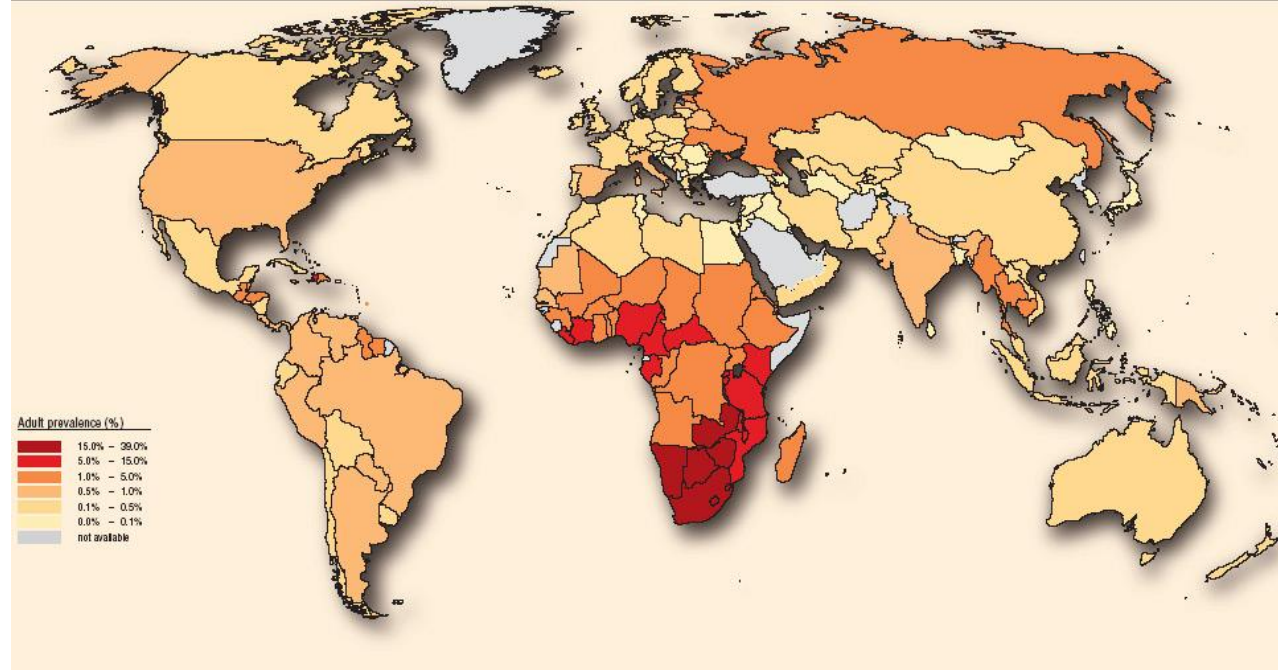 Adult prevalence (%)
15.0% – 39.0%
5.0% – 15.0%
1.0% – 5.0%
0.5% – 1.0%
0.1% – 0.5%
0.0% – 0.1%
not available